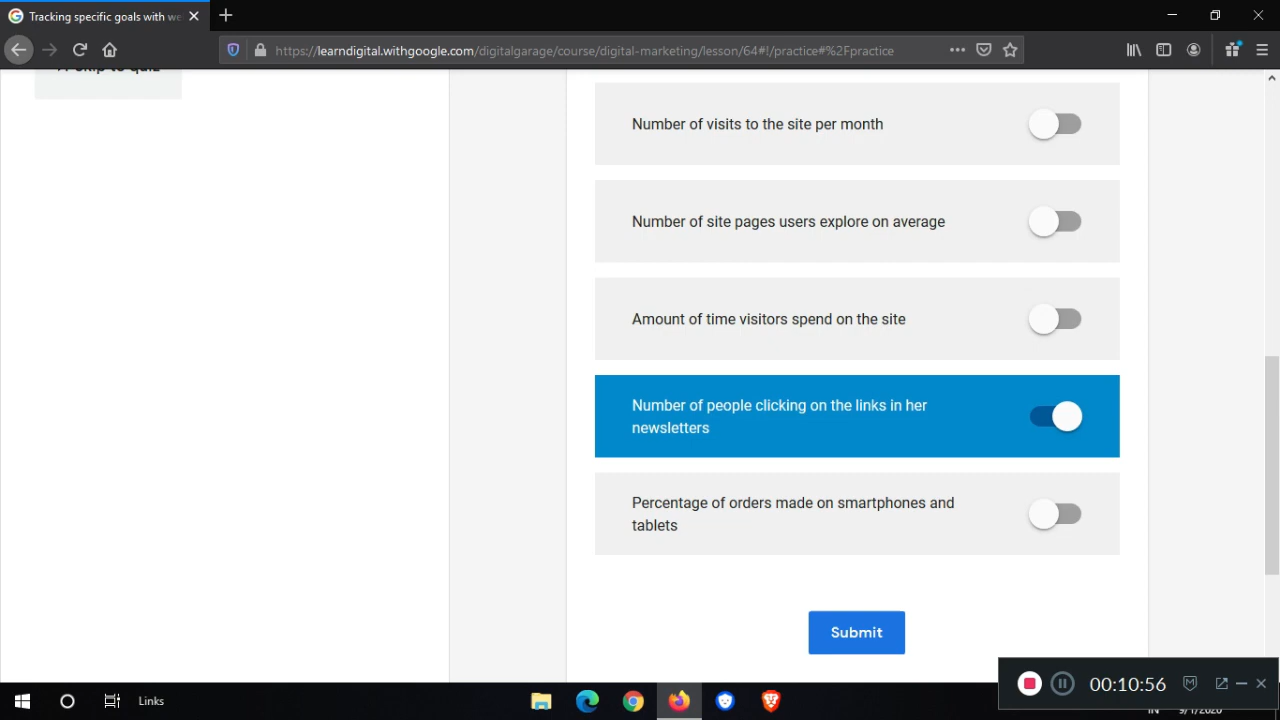 Tracking specific goals with we
https://learndigital.withgoogle.com/digitalgarage/course/digital-marketing/lesson/64#!/practice#%2Fpractice
Number of visits to the site per month
Number of site pages users explore on average
Amount of time visitors spend on the site
Number of people clicking on the links in her
newsletters
Percentage of orders made on smartphones and
tablets
Submit
00:10:56
Links